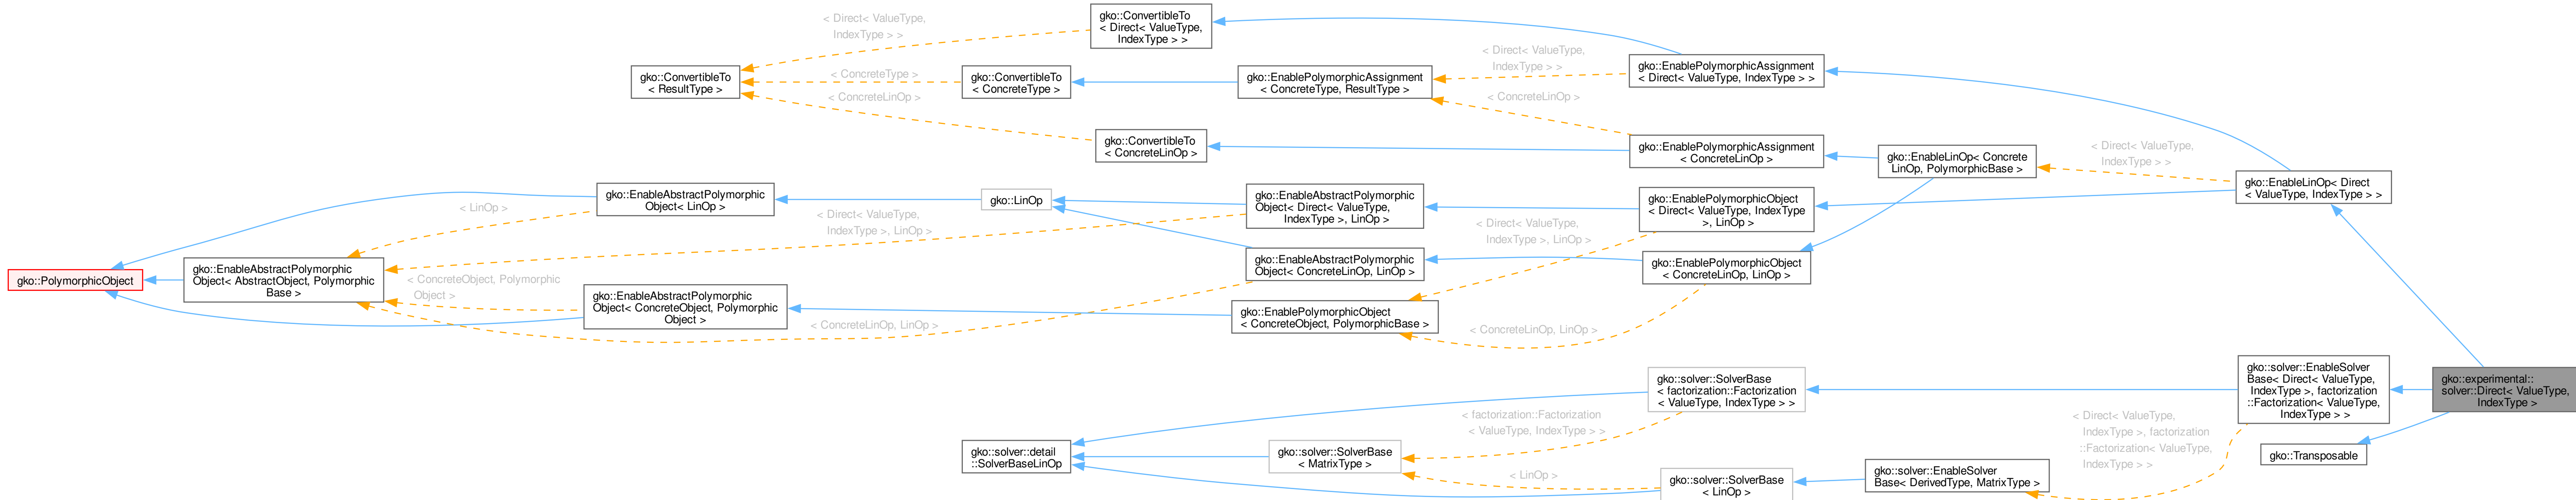 gko::PolymorphicObject
gko::EnableAbstractPolymorphic
Object< AbstractObject, Polymorphic
Base >
gko::EnableAbstractPolymorphic
Object< LinOp >
< LinOp >
gko::EnableAbstractPolymorphic
Object< ConcreteObject, Polymorphic
Object >
< ConcreteObject, Polymorphic
Object >
gko::ConvertibleTo
< ResultType >
< Direct< ValueType,
IndexType > >
< ConcreteType >
< ConcreteLinOp >
gko::ConvertibleTo
< Direct< ValueType,
IndexType > >
gko::ConvertibleTo
< ConcreteType >
gko::ConvertibleTo
< ConcreteLinOp >
gko::LinOp
< Direct< ValueType,
IndexType >, LinOp >
< ConcreteLinOp, LinOp >
gko::EnablePolymorphicAssignment
< ConcreteType, ResultType >
gko::EnableAbstractPolymorphic
Object< Direct< ValueType,
IndexType >, LinOp >
gko::EnableAbstractPolymorphic
Object< ConcreteLinOp, LinOp >
gko::EnablePolymorphicObject
< ConcreteObject, PolymorphicBase >
< Direct< ValueType,
IndexType > >
< ConcreteLinOp >
< Direct< ValueType,
IndexType >, LinOp >
< ConcreteLinOp, LinOp >
gko::EnablePolymorphicAssignment
< Direct< ValueType, IndexType > >
gko::EnablePolymorphicAssignment
< ConcreteLinOp >
gko::EnablePolymorphicObject
< Direct< ValueType, IndexType
>, LinOp >
gko::EnablePolymorphicObject
< ConcreteLinOp, LinOp >
gko::EnableLinOp< Concrete
LinOp, PolymorphicBase >
< Direct< ValueType,
IndexType > >
gko::EnableLinOp< Direct
< ValueType, IndexType > >
gko::solver::detail
::SolverBaseLinOp
gko::solver::SolverBase
< MatrixType >
< factorization::Factorization
< ValueType, IndexType > >
< LinOp >
gko::solver::SolverBase
< factorization::Factorization
< ValueType, IndexType > >
gko::solver::SolverBase
< LinOp >
gko::solver::EnableSolver
Base< DerivedType, MatrixType >
< Direct< ValueType,
IndexType >, factorization
::Factorization< ValueType,
IndexType > >
gko::solver::EnableSolver
Base< Direct< ValueType,
IndexType >, factorization
::Factorization< ValueType,
IndexType > >
gko::Transposable
gko::experimental::
solver::Direct< ValueType,
IndexType >